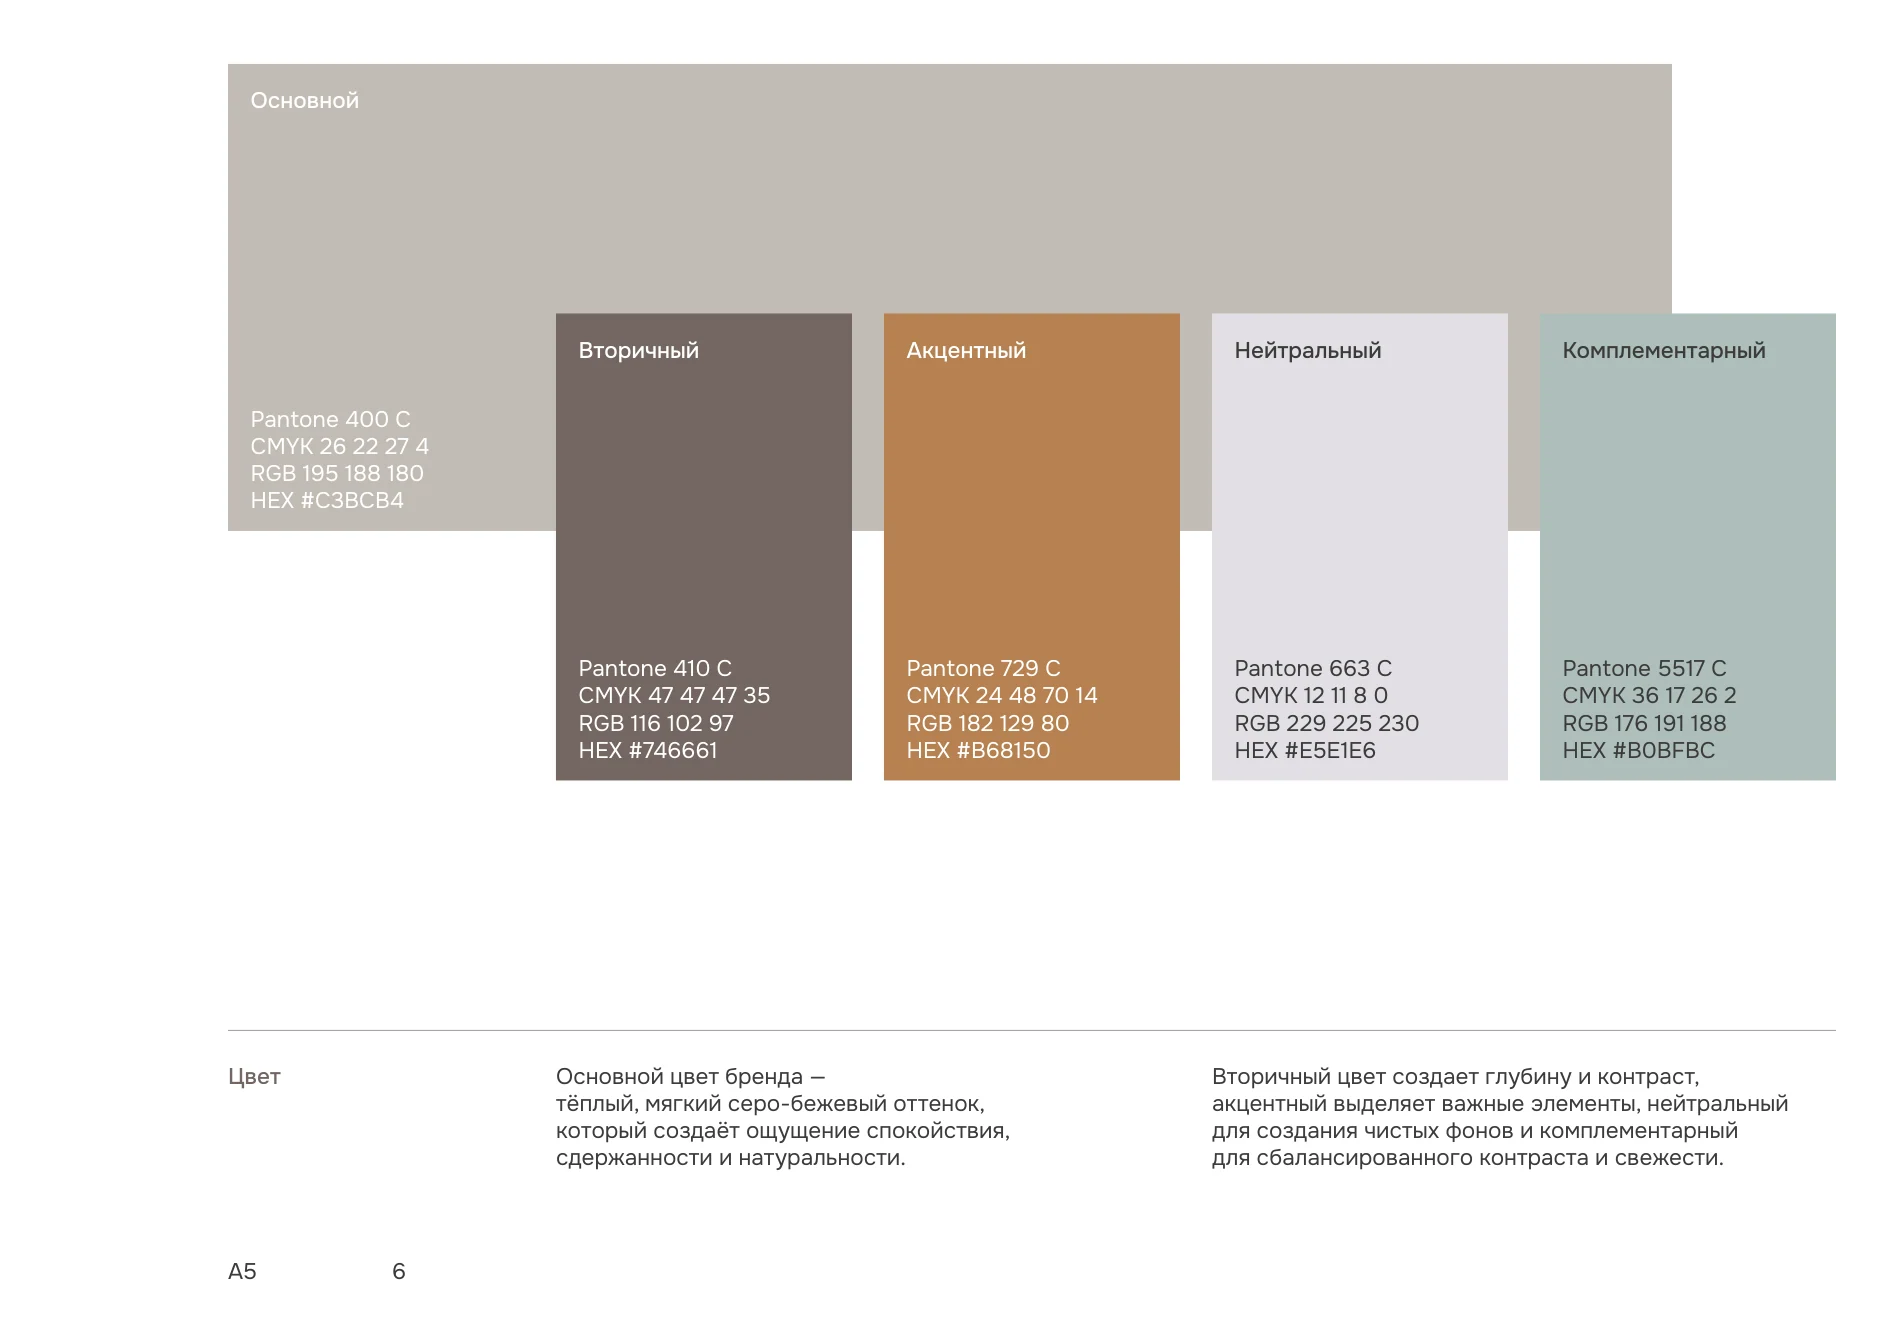 Основной
Pantone 400 C
CMYK 26 22 27 4
RGB 195 188 180
HEX #C3BCB4
Вторичный
Pantone 410 C
CMYK 47 47 47 35
RGB 116 102 97
HEX #746661
Акцентный
Pantone 729 C
CMYK 24 48 70 14
RGB 182 129 80
HEX #B68150
Нейтральный
Pantone 663 C
CMYK 12 11 8 0
RGB 229 225 230
HEX #E5E1E6
Комплементарный
Pantone 5517 C
CMYK 36 17 26 2
RGB 176 191 188
HEX #B0BFBC
Цвет
Основной цвет бренда —
тёплый, мягкий серо-бежевый оттенок,
который создаёт ощущение спокойствия,
сдержанности и натуральности.
Вторичный цвет создает глубину и контраст,
акцентный выделяет важные элементы, нейтральный
для создания чистых фонов и комплементарный
для сбалансированного контраста и свежести.
А5
6